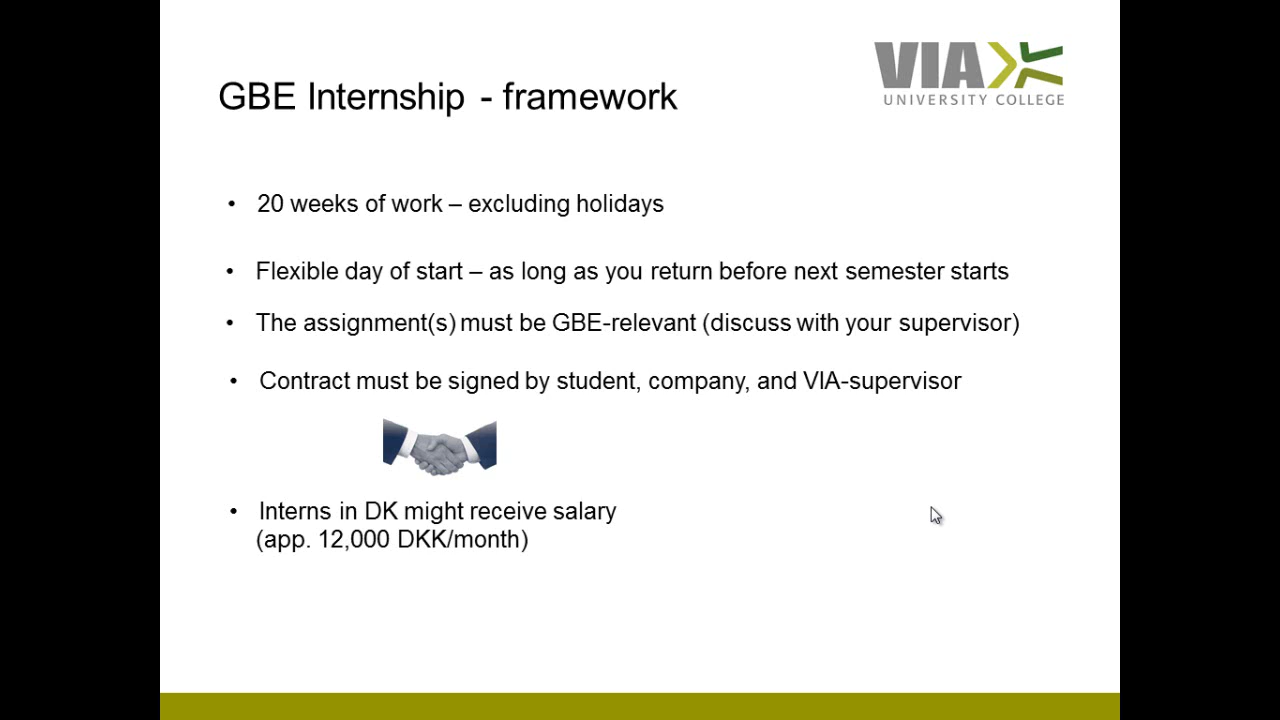 VIA
UNIVERSITY COLLEGE
GBE Internship - framework
• 20 weeks of work – excluding holidays
• Flexible day of start – as long as you return before next semester starts
• The assignment(s) must be GBE-relevant (discuss with your supervisor)
• Contract must be signed by student, company, and VIA-supervisor
• Interns in DK might receive salary
(app. 12,000 DKK/month)